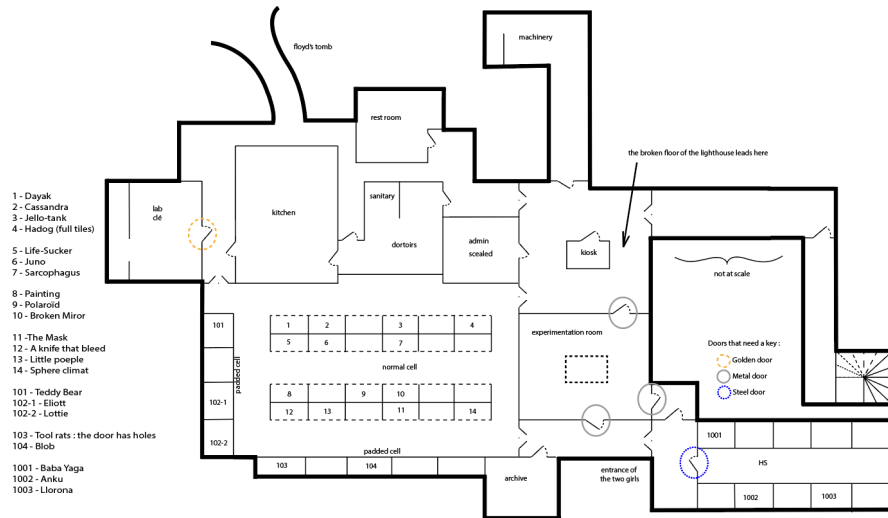 floyd's tomb
machinery
rest room
the broken floor of the lighthouse leads here
1 - Dayak
2 - Cassandra
3 - Jello-tank
4 - Hadog (full tiles)
5 - Life-Sucker
6 - Juno
7 - Sarcophagus
8 - Painting
9 - Polaroïd
10 - Broken Miror
11 -The Mask
12 - A knife that bleed
13 - Little poeple
14 - Sphere climat
101 - Teddy Bear
102-1 - Eliott
102-2 - Lottie
103 - Tool rats : the door has holes
104 - Blob
1001 - Baba Yaga
1002 - Anku
1003 - Llorona
lab
clé
kitchen
sanitary
dortoirs
admin
scealed
kiosk
not at scale
experimentation room
Doors that need a key :
Golden door
Metal door
Steel door
101
102-1
102-2
padded cell
1
2
3
4
5
6
7
normal cell
8
9
10
12
13
11
14
padded cell
103
104
archive
entrance of
the two girls
1001
HS
1002
1003